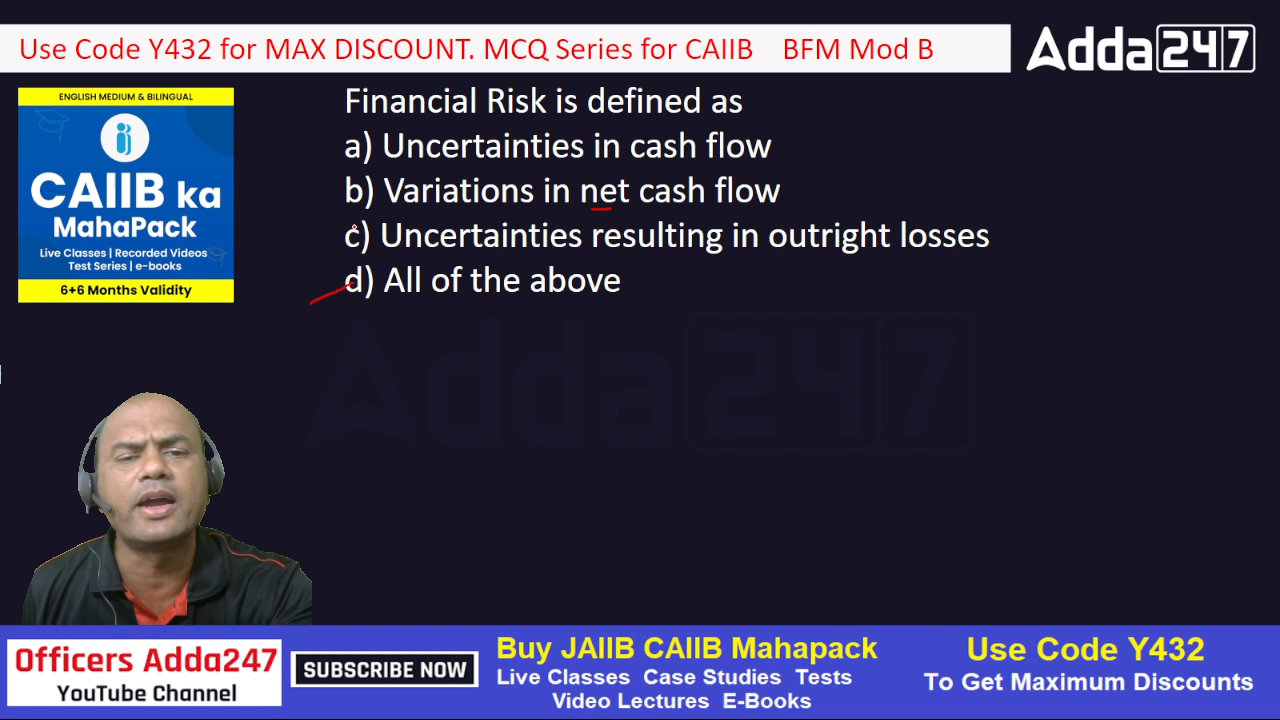 Use Code Y432 for MAX DISCOUNT. MCQ Series for CAIIB BFM Mod B
Adda247
ENGLISH MEDIUM & BILINGUAL
CAIIB ka
MahaPack
Live Classes | Recorded Videos
Test Series | e-books
6+6 Months Validity
Financial Risk is defined as
a) Uncertainties in cash flow
b) Variations in net cash flow
c) Uncertainties resulting in outright losses
d) All of the above
Adda247
Officers Adda247
YouTube Channel
SUBSCRIBE NOW
Buy JAIIB CAIIB Mahapack
Live Classes Case Studies Tests
Video Lectures E-Books
Use Code Y432
To Get Maximum Discounts